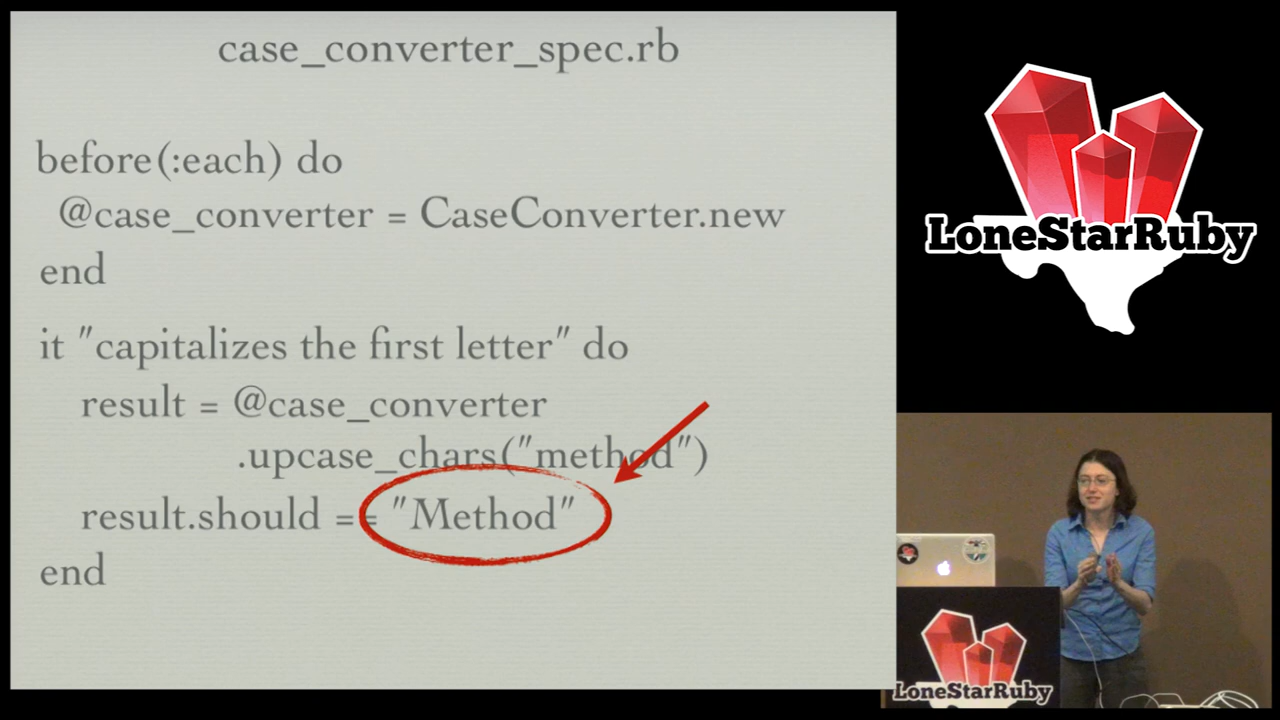 case_converter_spec.rb
before(:each) do
@case_converter = CaseConverter.new
end
it "capitalizes the first letter" do
result = @case_converter
.upcase_chars("method")
result.should == "Method"
end
LoneStarRuby
LoneStarRuby